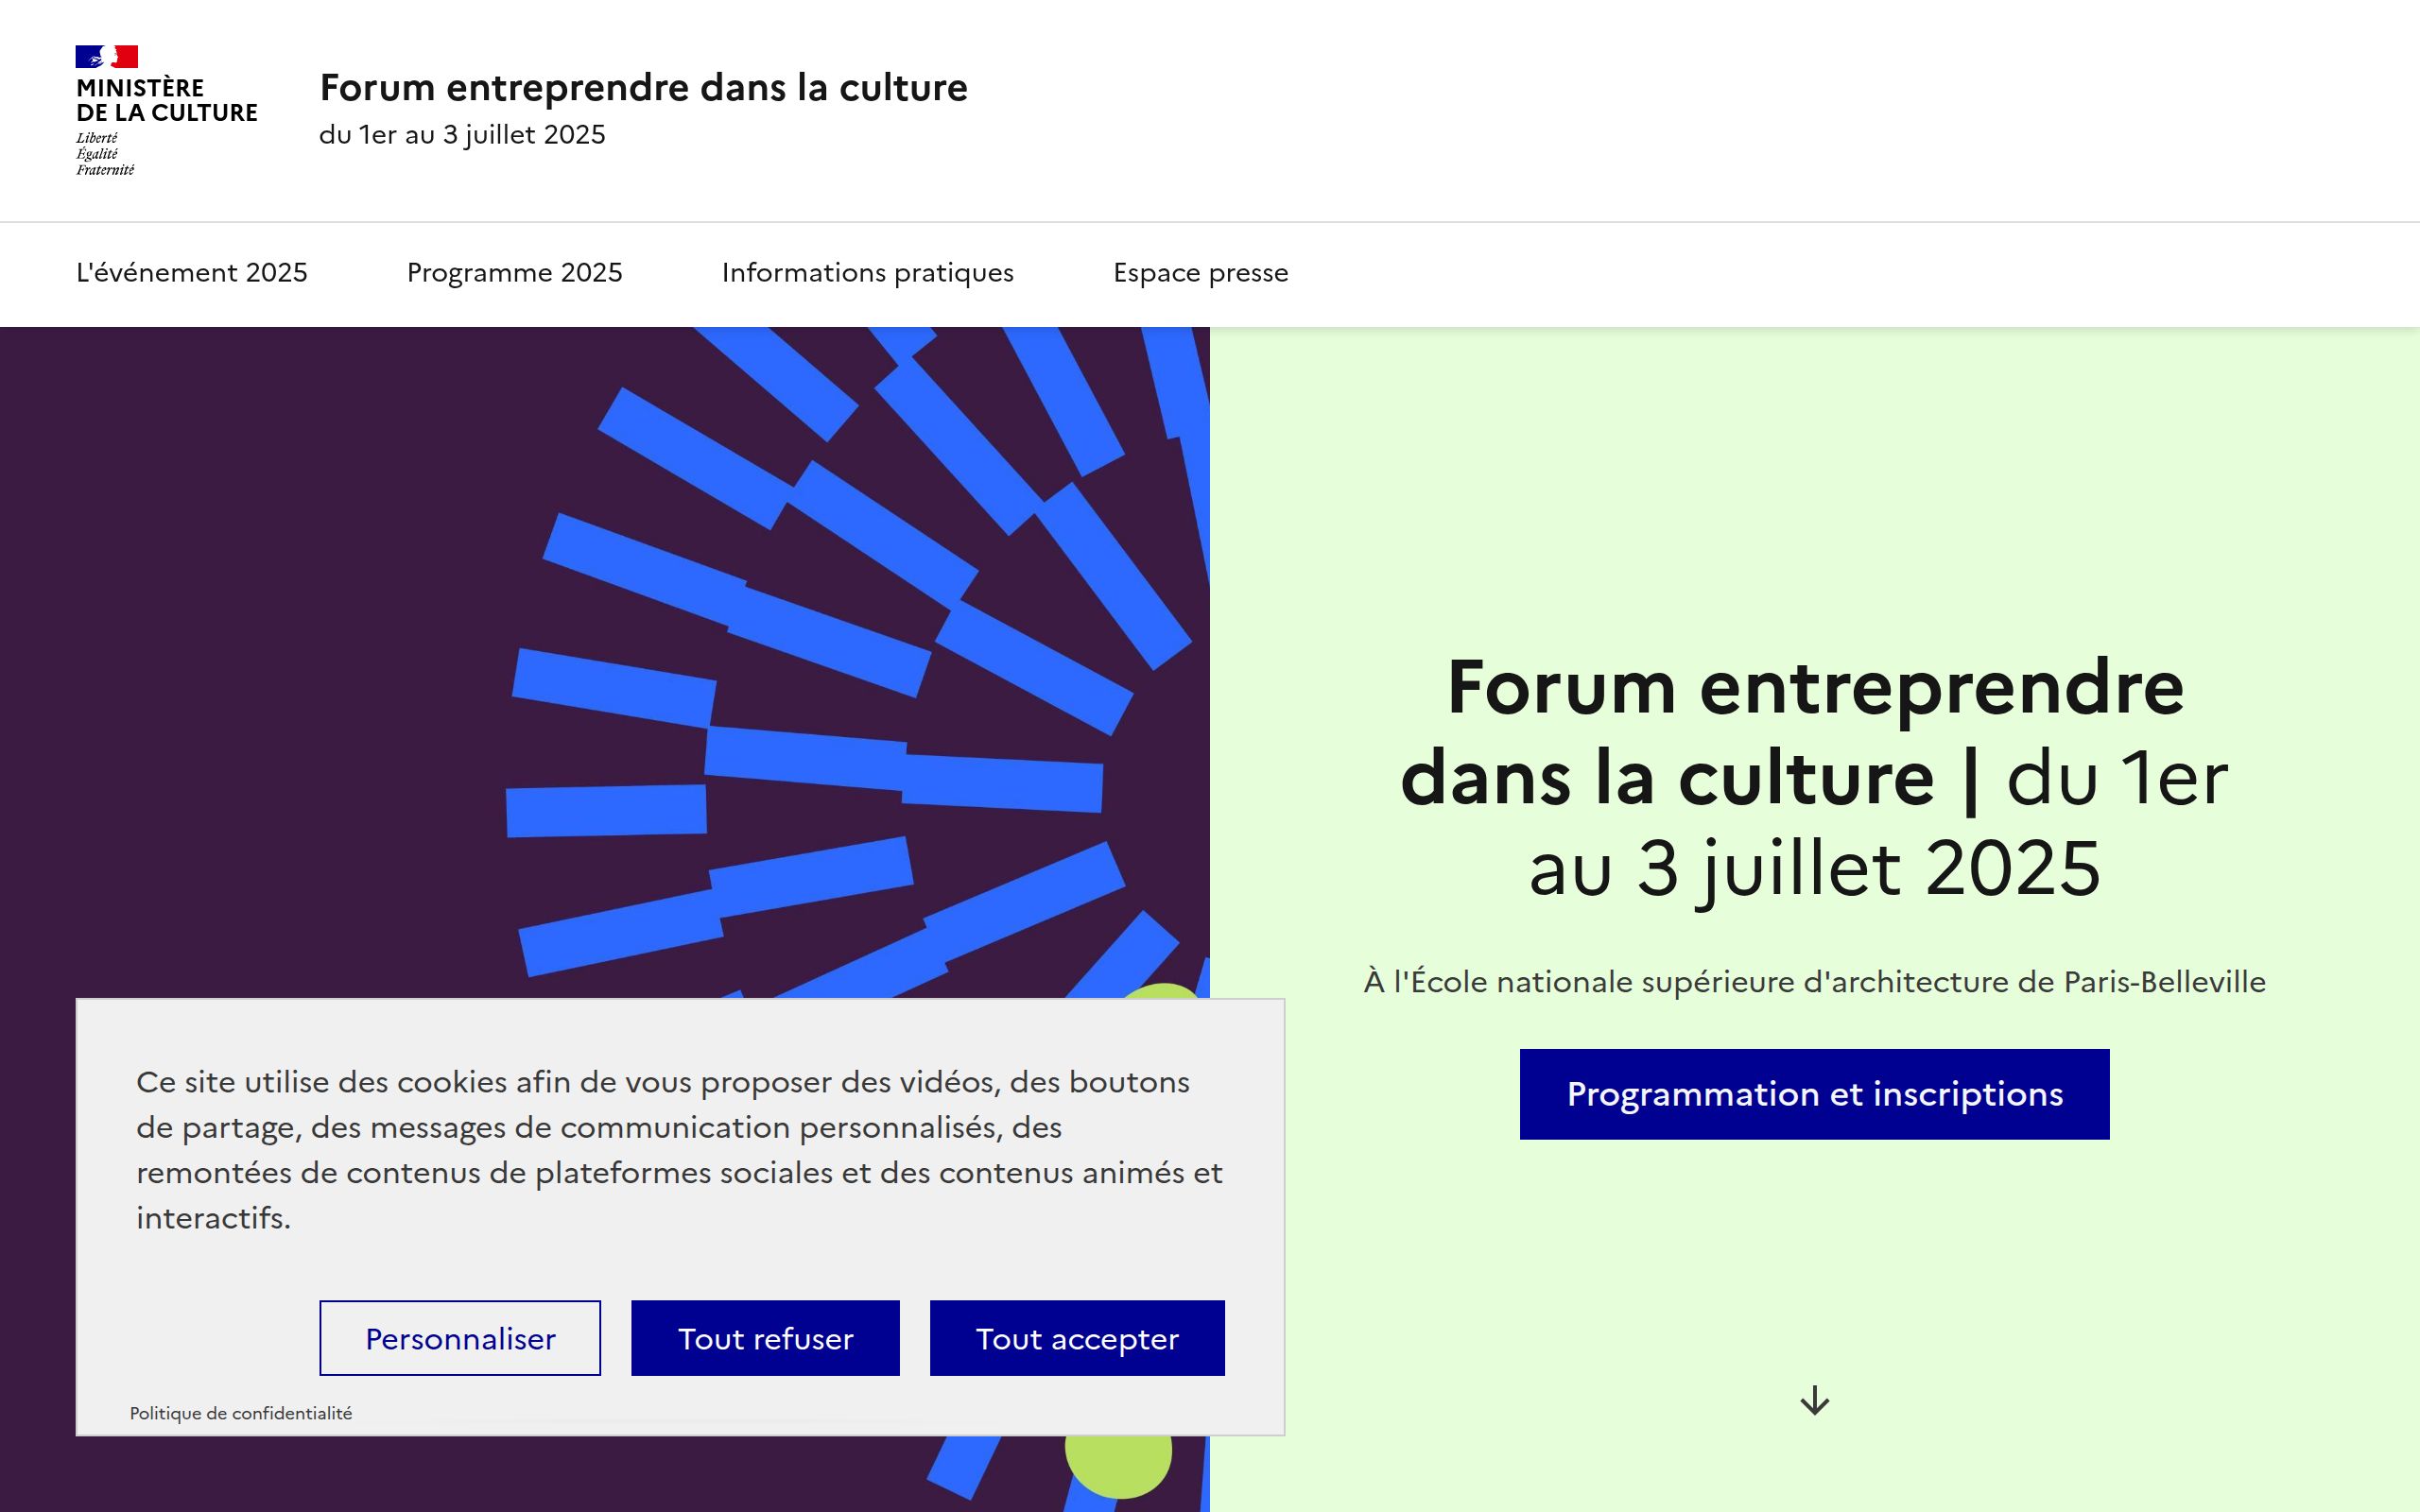 MINISTÈRE
DE LA CULTURE
Liberté
Égalité
Fraternité
Forum entreprendre dans la culture
du 1er au 3 juillet 2025
L'événement 2025
Programme 2025
Informations pratiques
Espace presse
Forum entreprendre
dans la culture | du 1er
au 3 juillet 2025
À l'École nationale supérieure d'architecture de Paris-Belleville
Programmation et inscriptions
Ce site utilise des cookies afin de vous proposer des vidéos, des boutons
de partage, des messages de communication personnalisés, des
remontées de contenus de plateformes sociales et des contenus animés et
interactifs.
Personnaliser
Tout refuser
Tout accepter
Politique de confidentialité